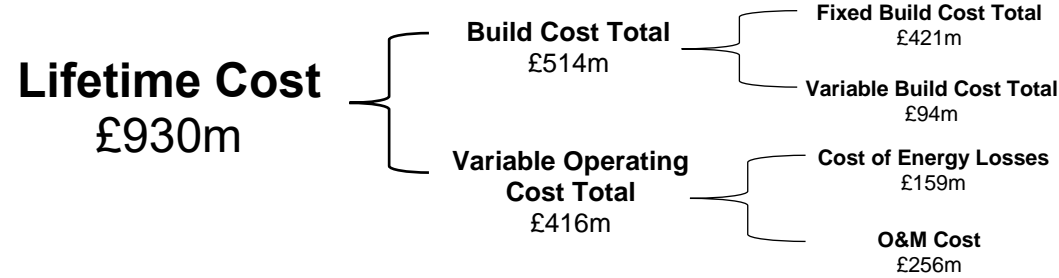 Lifetime Cost
£930m
Build Cost Total
£514m
Fixed Build Cost Total
£421m
Variable Build Cost Total
£94m
Variable Operating
Cost Total
£416m
Cost of Energy Losses
£159m
O&M Cost
£256m